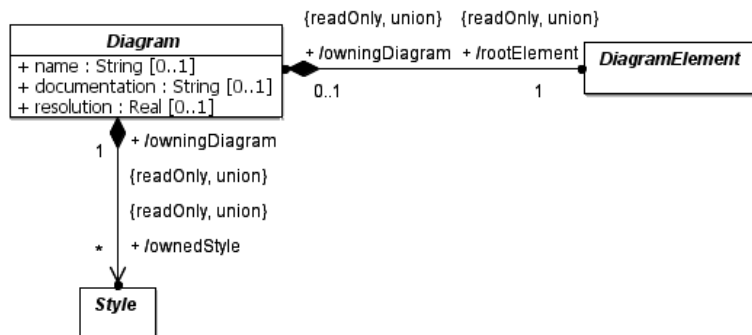 {readOnly, union} {readOnly, union}
Diagram
+ /owningDiagram + /rootElement
DiagramElement
+ name : String [0..1]
+ documentation : String [0..1]
+ resolution : Real [0..1]
0..1 1
1 + /owningDiagram
{readOnly, union}
{readOnly, union}
* + /ownedStyle
Style